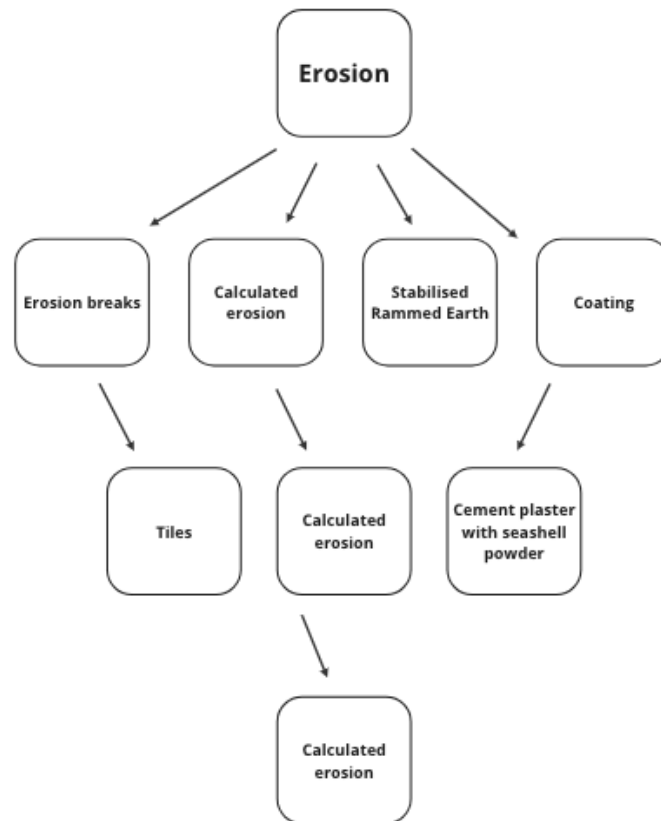 Erosion
Erosion breaks
Calculated
erosion
Stabilised
Rammed Earth
Coating
Tiles
Calculated
erosion
Cement plaster
with seashell
powder
Calculated
erosion